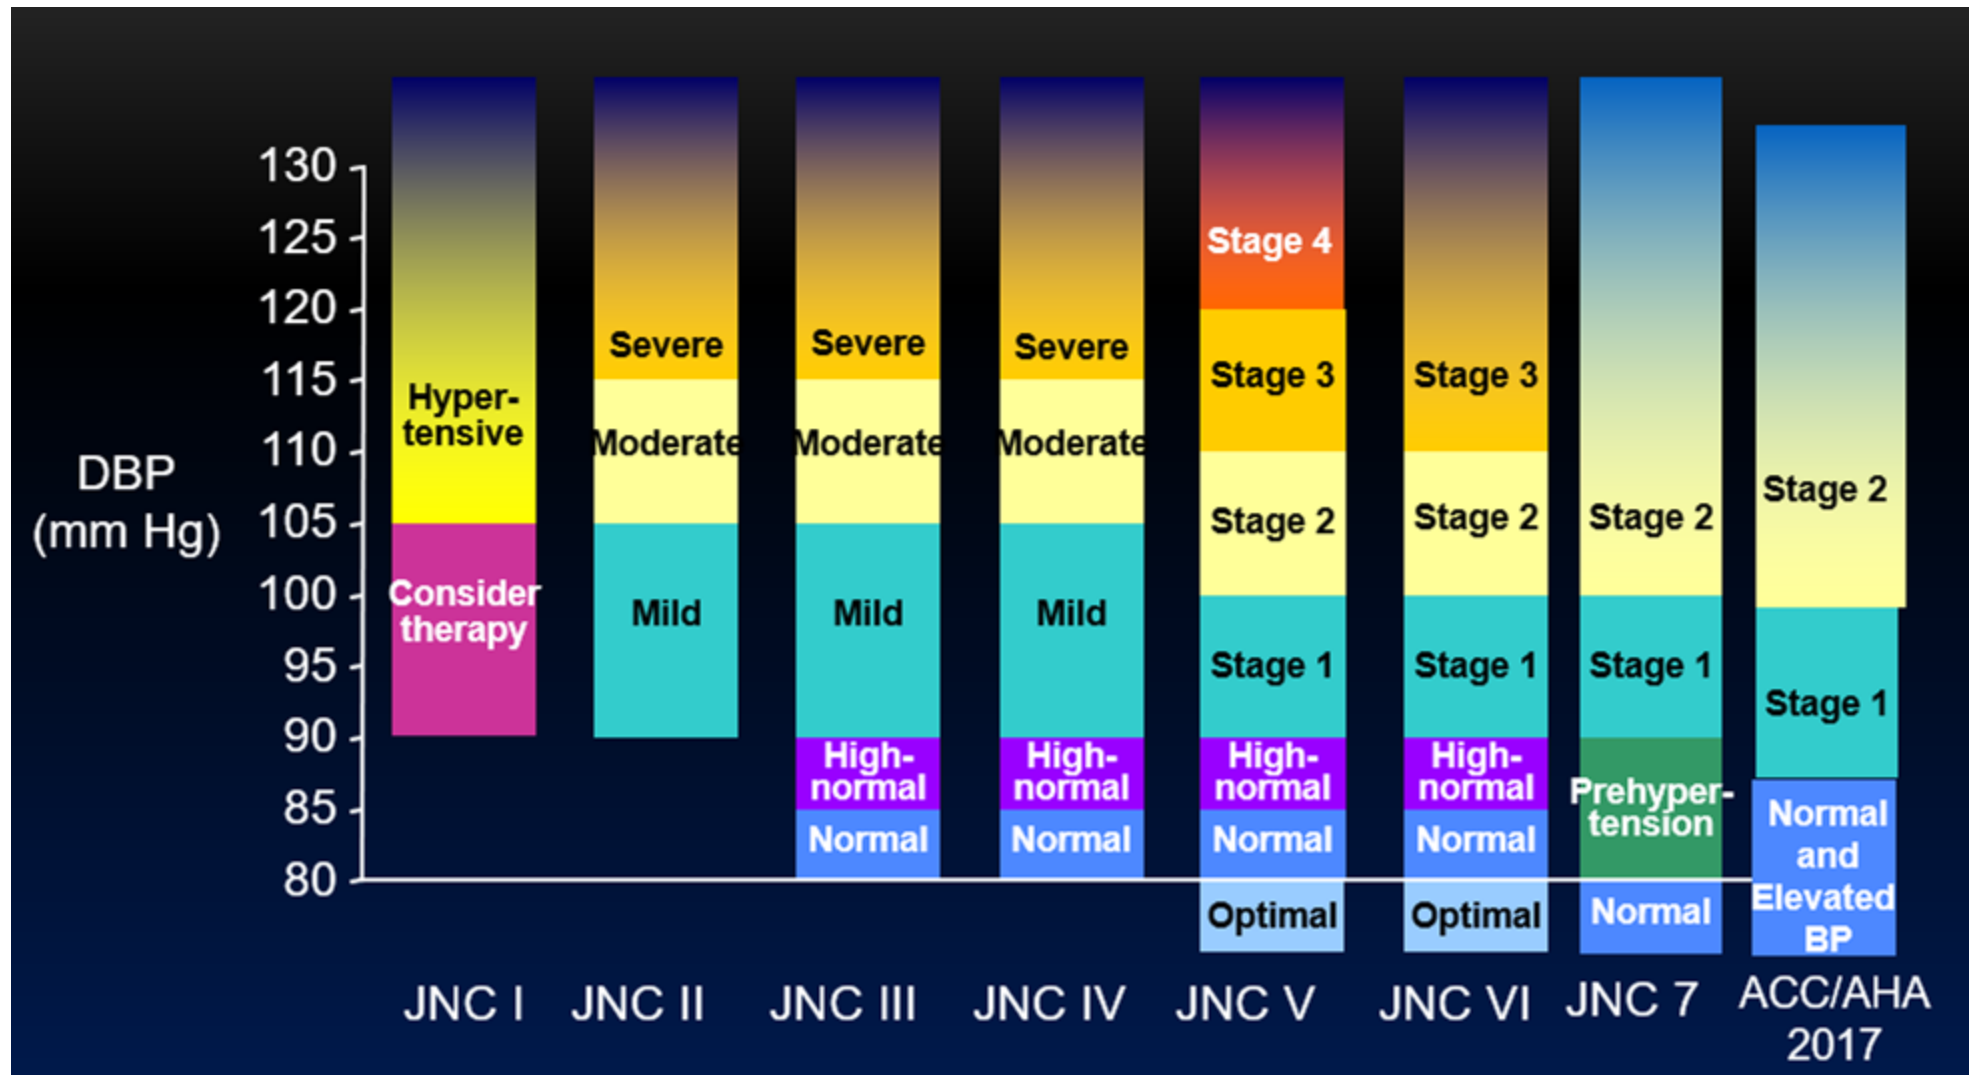 130
125
120
115
110
105
100
95
90
85
80
DBP
(mm Hg)
Hyper-
tensive
Consider
therapy
JNC I
Severe
Moderate
Mild
JNC II
Severe
Moderate
Mild
High-
normal
Normal
JNC III
Severe
Moderate
Mild
High-
normal
Normal
JNC IV
Stage 4
Stage 3
Stage 2
Stage 1
High-
normal
Normal
Optimal
JNC V
Stage 3
Stage 2
Stage 1
High-
normal
Normal
Optimal
JNC VI
Stage 2
Stage 1
Prehyper-
tension
Normal
JNC 7
Stage 2
Stage 1
Normal
and
Elevated
BP
ACC/AHA
2017